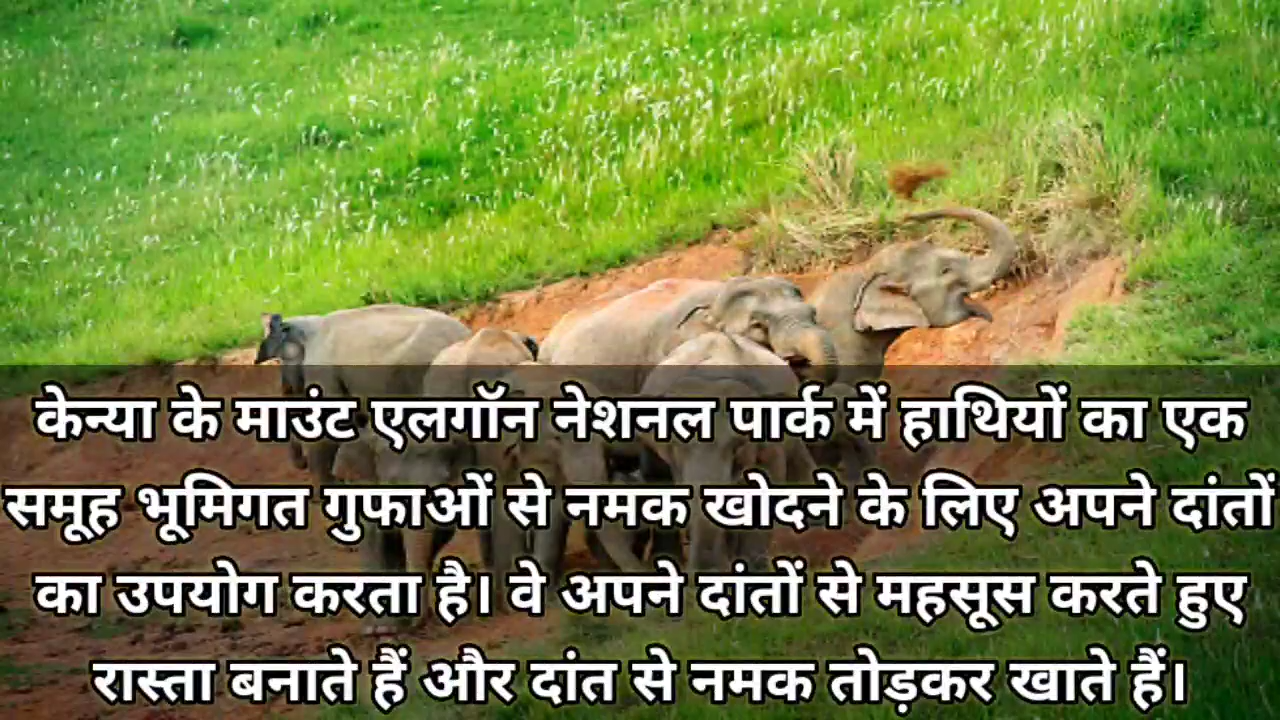 केन्या के माउंट एलगॉन नेशनल पार्क में हाथियों का एक
समूह भूमिगत गुफाओं से नमक खोदने के लिए अपने दांतों
का उपयोग करता है। वे अपने दांतों से महसूस करते हुए
रास्ता बनाते हैं और दांत से नमक तोड़कर खाते हैं।